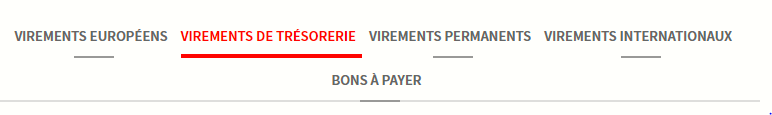 VIREMENTS EUROPÉENS VIREMENTS DE TRÉSORERIE VIREMENTS PERMANENTS VIREMENTS INTERNATIONAUX
BONS À PAYER